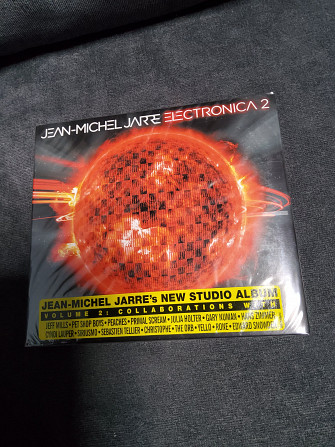 JEAN-MICHEL JARRE ELECTRONICA 2
JEAN-MICHEL JARRE's NEW STUDIO ALBUM
VOLUME 2: COLLABORATIONS WITH
JEFF MILLS • PET SHOP BOYS • PEACHES • PRIMAL SCREAM • JULIA HOLTER • GARY NUMAN • HANS ZIMMER
CYNDI LAUPER • SIRIUSMO • SEBASTIEN TELLIER • CHRISTOPHE • THE ORB • YELLO • RONE • EDWARD SNOWDEN